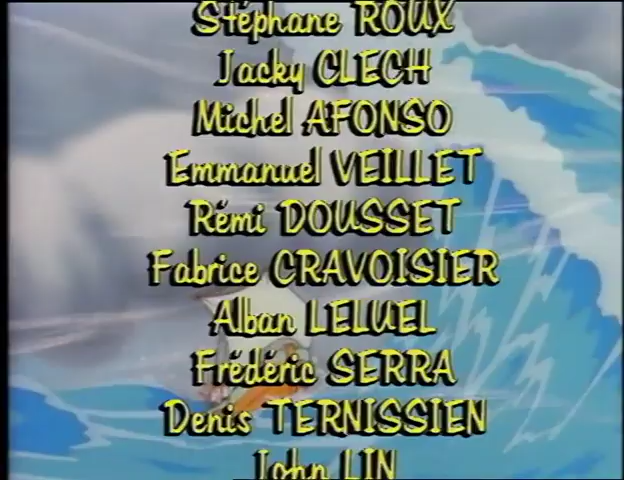 Stéphane ROUX
Jacky CLECH
Michel AFONSO
Emmanuel VEILLET
Rémi DOUSSET
Fabrice CRAVOISIER
Alban LELUEL
Frédéric SERRA
Denis TERNISSIEN
John LIN